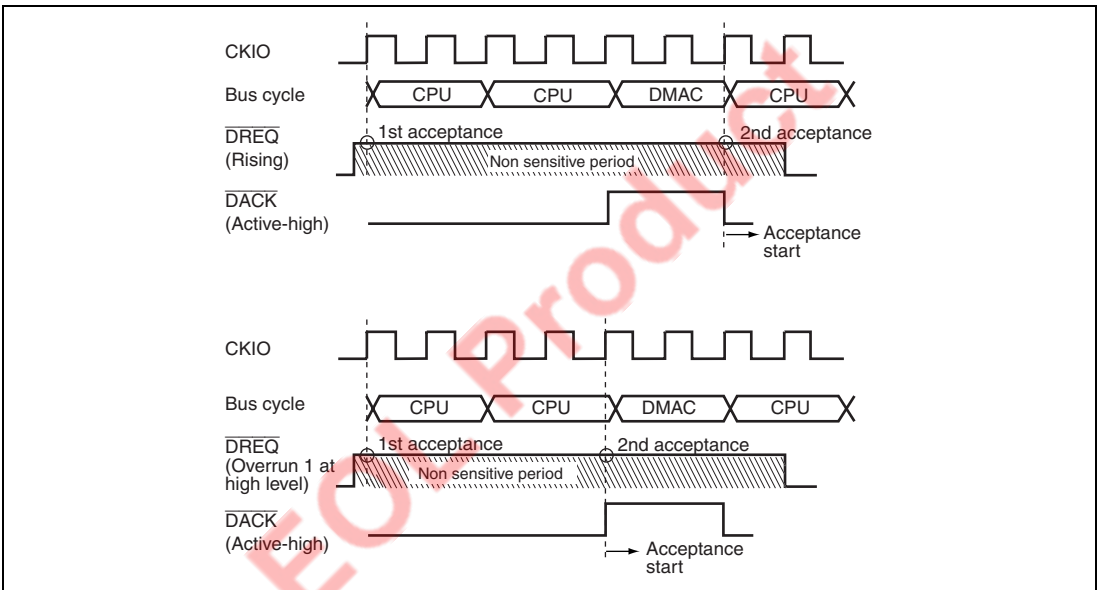 CKIO
Bus cycle CPU CPU DMAC CPU
DREQ 1st acceptance 2nd acceptance
(Rising) Non sensitive period
DACK
(Active-high)
Acceptance
start
CKIO
Bus cycle CPU CPU DMAC CPU
DREQ 1st acceptance 2nd acceptance
(Overrun 1 at Non sensitive period
high level)
DACK
(Active-high)
Acceptance
start
EOL Product